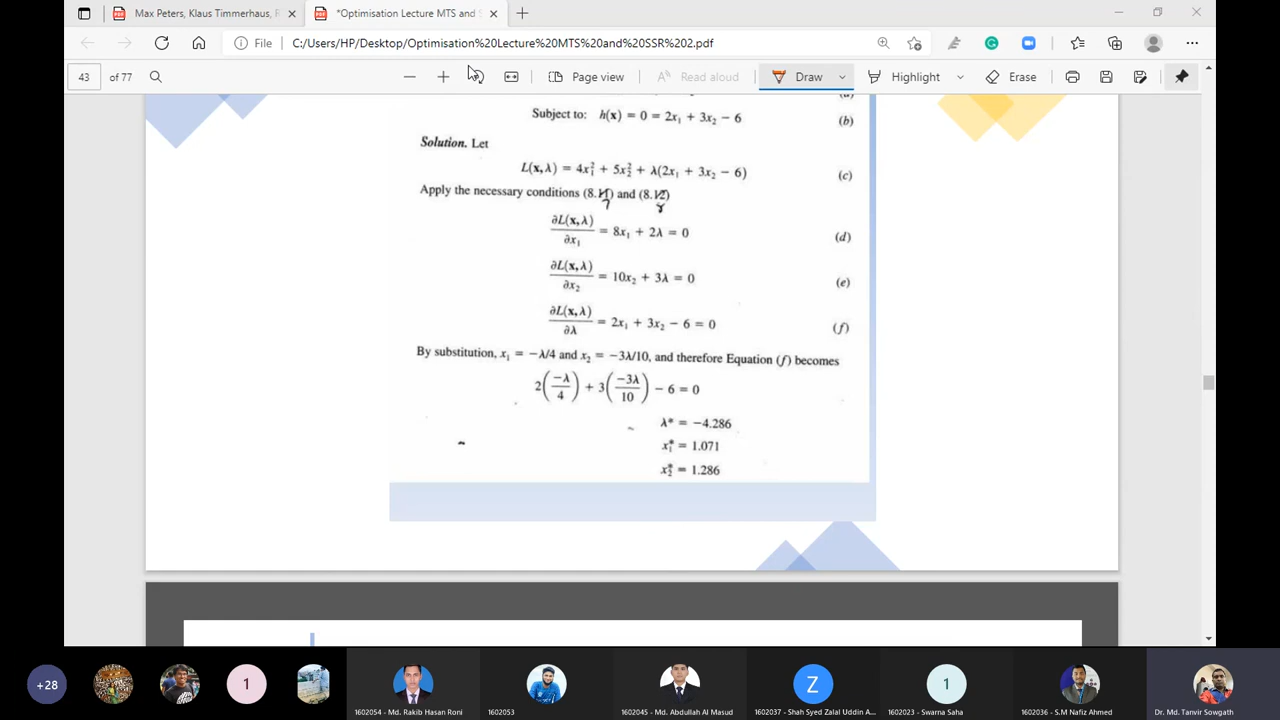 Max Peters, Klaus Timmerhaus, R
*Optimisation Lecture MTS and S
File
C:/Users/HP/Desktop/Optimisation%20Lecture%20MTS%20and%20SSR%202.pdf
43 of 77
Page view
Read aloud
Draw
Highlight
Erase
Subject to: h(x) = 0 = 2x₁ + 3x₂ − 6 (b)
Solution. Let
L(x,λ) = 4x₁² + 5x₂² + λ(2x₁ + 3x₂ − 6) (c)
Apply the necessary conditions (8.7) and (8.8)
∂L(x,λ)/∂x₁ = 8x₁ + 2λ = 0 (d)
∂L(x,λ)/∂x₂ = 10x₂ + 3λ = 0 (e)
∂L(x,λ)/∂λ = 2x₁ + 3x₂ − 6 = 0 (f)
By substitution, x₁ = −λ/4 and x₂ = −3λ/10, and therefore Equation (f) becomes
2(−λ/4) + 3(−3λ/10) − 6 = 0
λ* = −4.286
x₁* = 1.071
x₂* = 1.286
+28
1
1602054 - Md. Rakib Hasan Roni
1602053
1602045 - Md. Abdullah Al Masud
Z
1602037 - Shah Syed Zalal Uddin A...
1
1602023 - Swarna Saha
1602036 - S.M Nafiz Ahmed
Dr. Md. Tanvir Sowgath